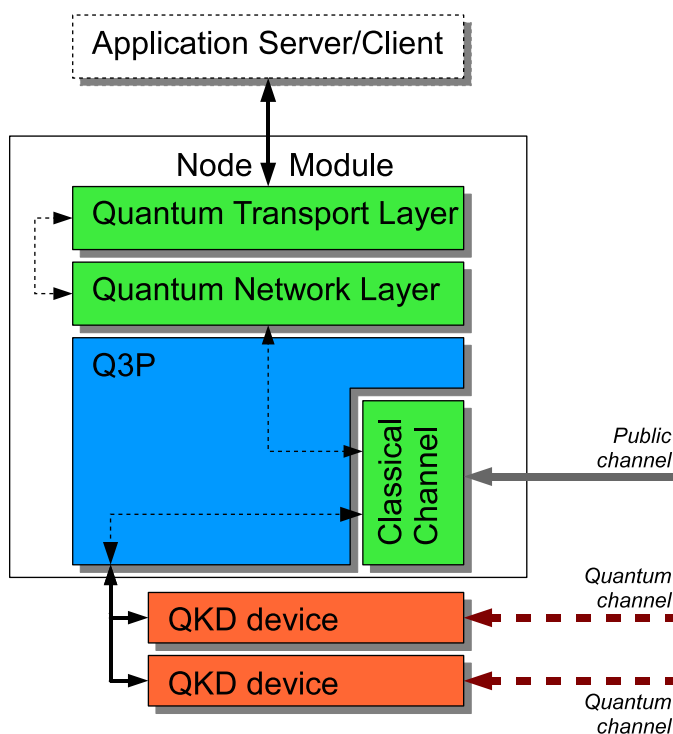 Application Server/Client
Node Module
Quantum Transport Layer
Quantum Network Layer
Q3P
Classical
Channel
Public
channel
Quantum
channel
QKD device
QKD device
Quantum
channel